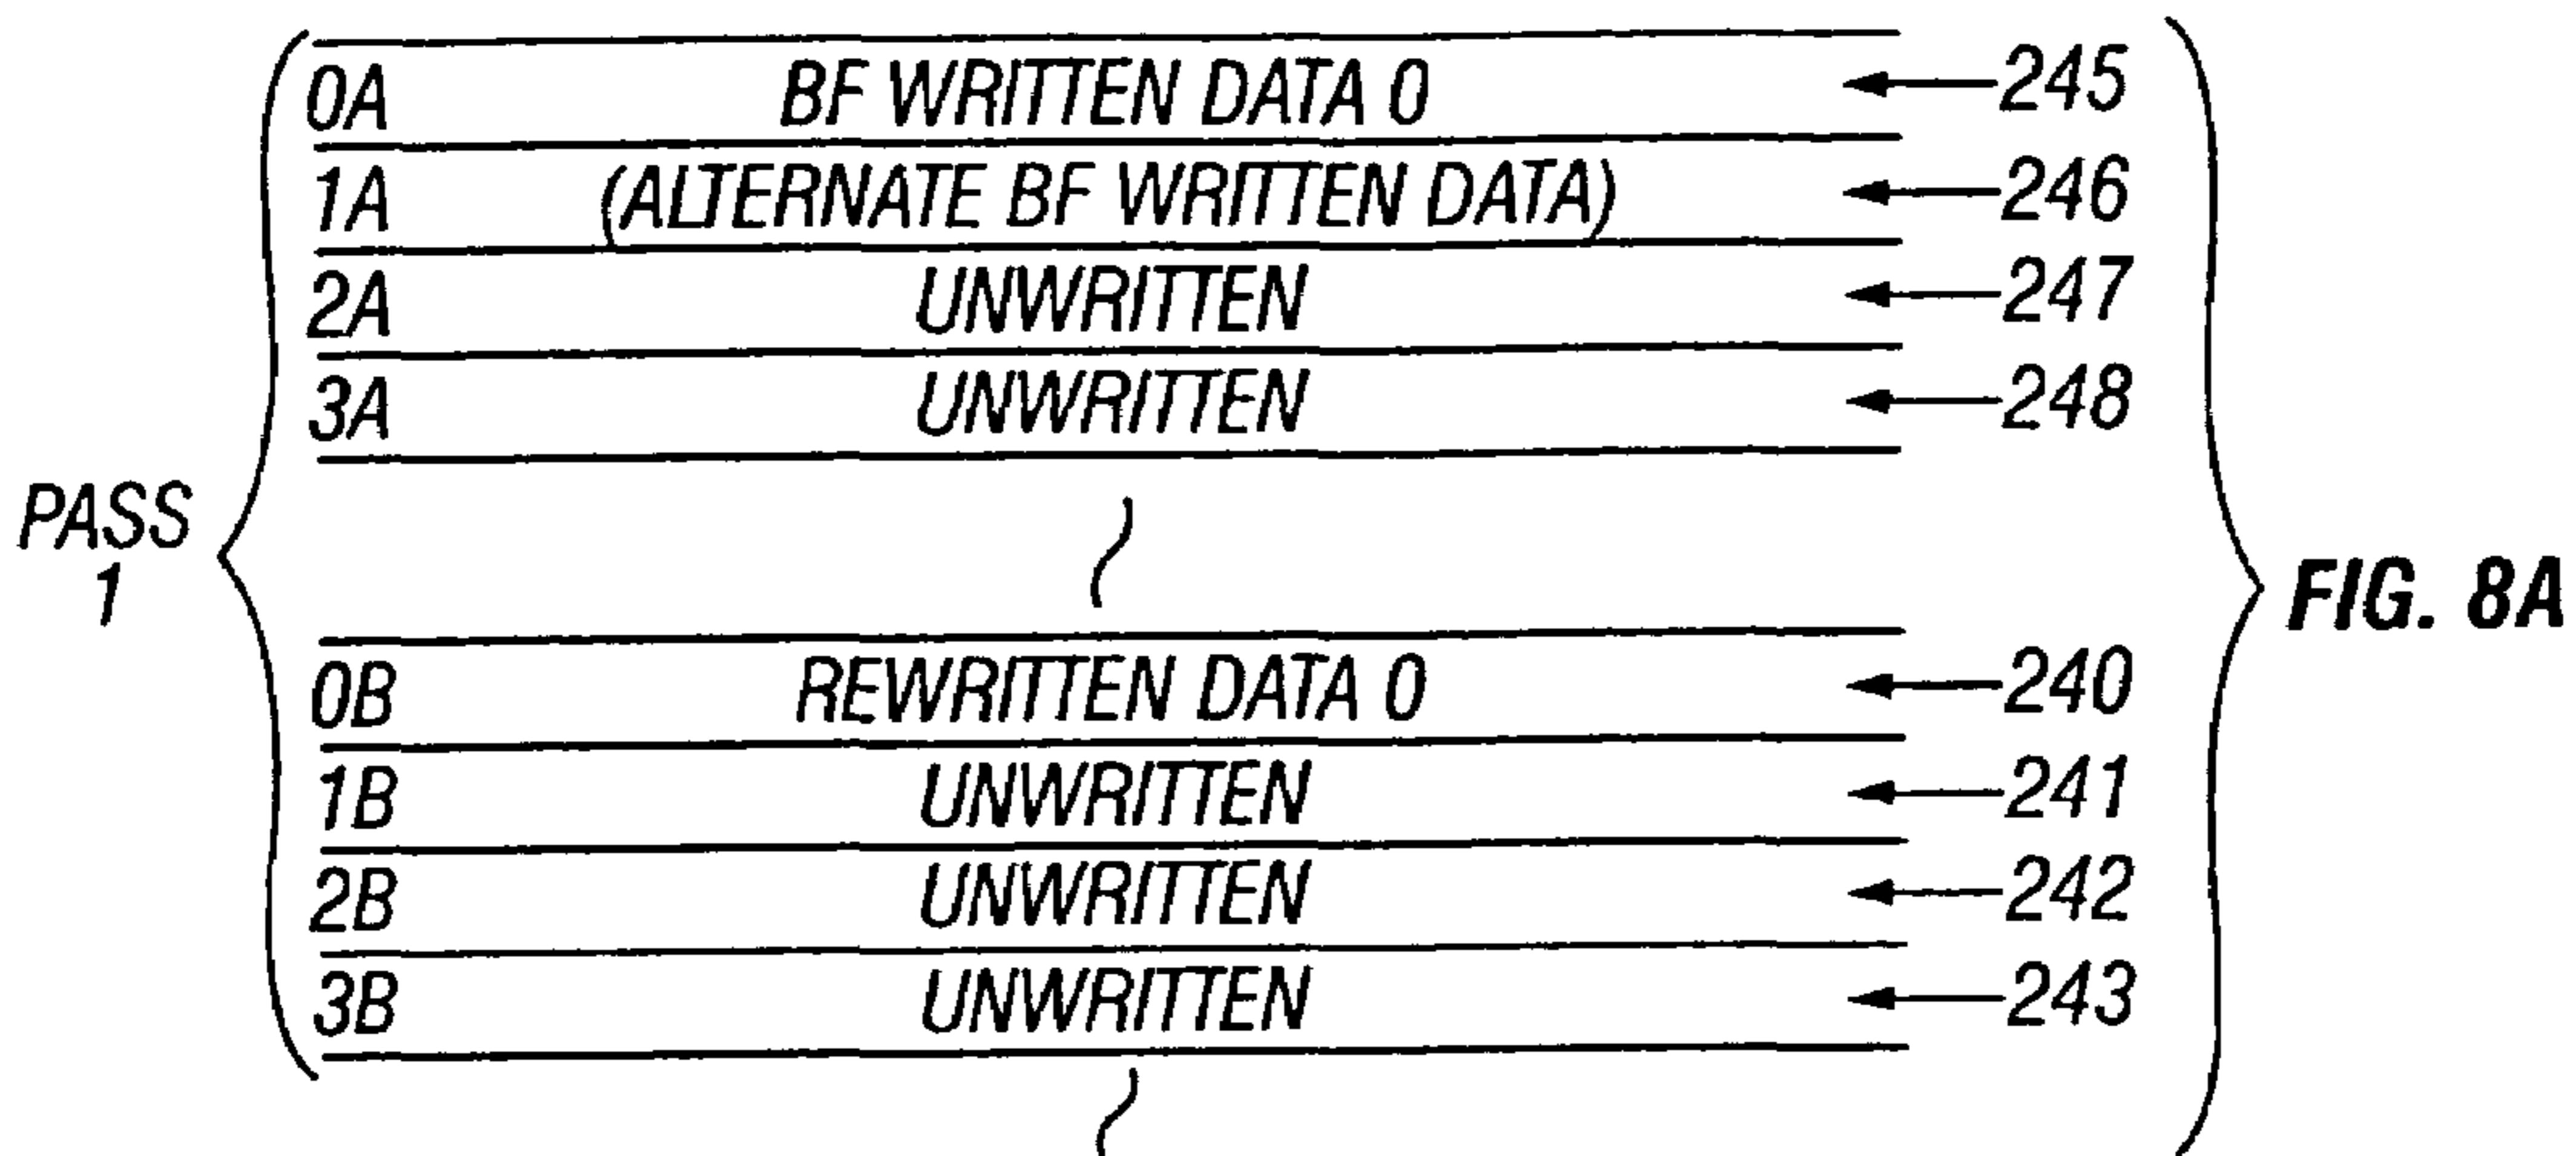 0A BF WRITTEN DATA 0 245
1A (ALTERNATE BF WRITTEN DATA) 246
2A UNWRITTEN 247
3A UNWRITTEN 248
PASS
1
FIG. 8A
0B REWRITTEN DATA 0 240
1B UNWRITTEN 241
2B UNWRITTEN 242
3B UNWRITTEN 243